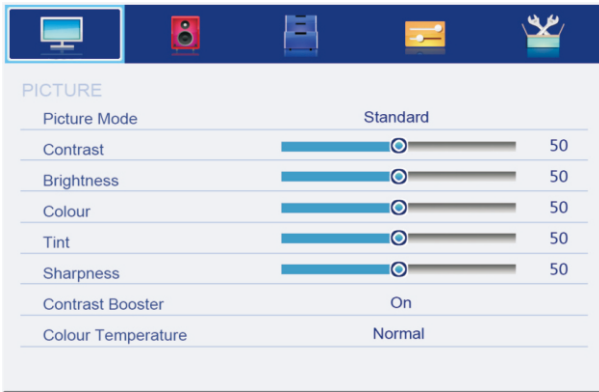 PICTURE
Picture Mode Standard
Contrast 50
Brightness 50
Colour 50
Tint 50
Sharpness 50
Contrast Booster On
Colour Temperature Normal